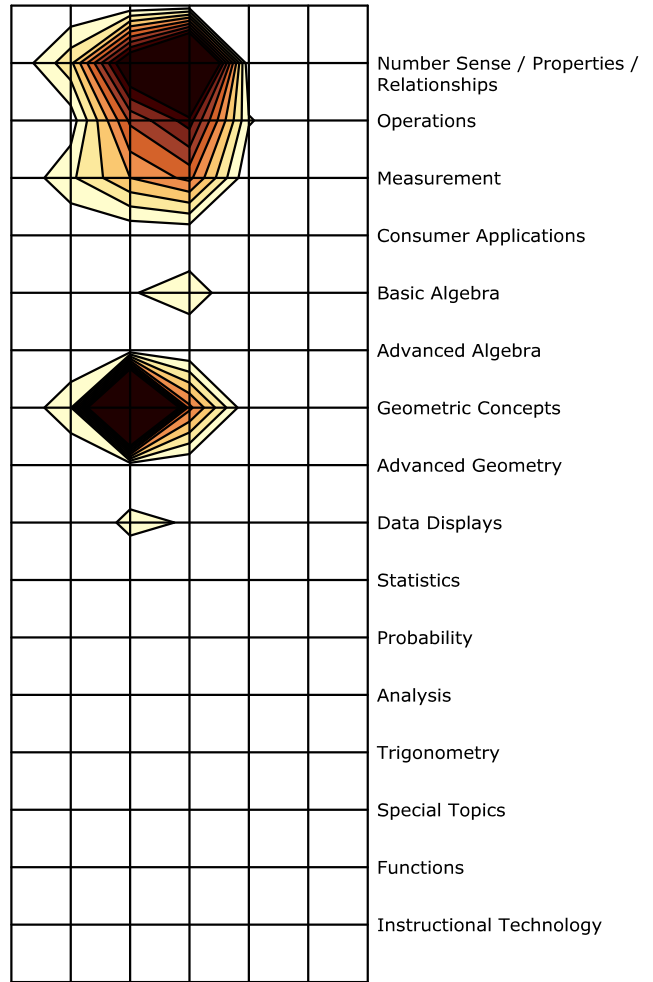 Number Sense / Properties /
Relationships
Operations
Measurement
Consumer Applications
Basic Algebra
Advanced Algebra
Geometric Concepts
Advanced Geometry
Data Displays
Statistics
Probability
Analysis
Trigonometry
Special Topics
Functions
Instructional Technology